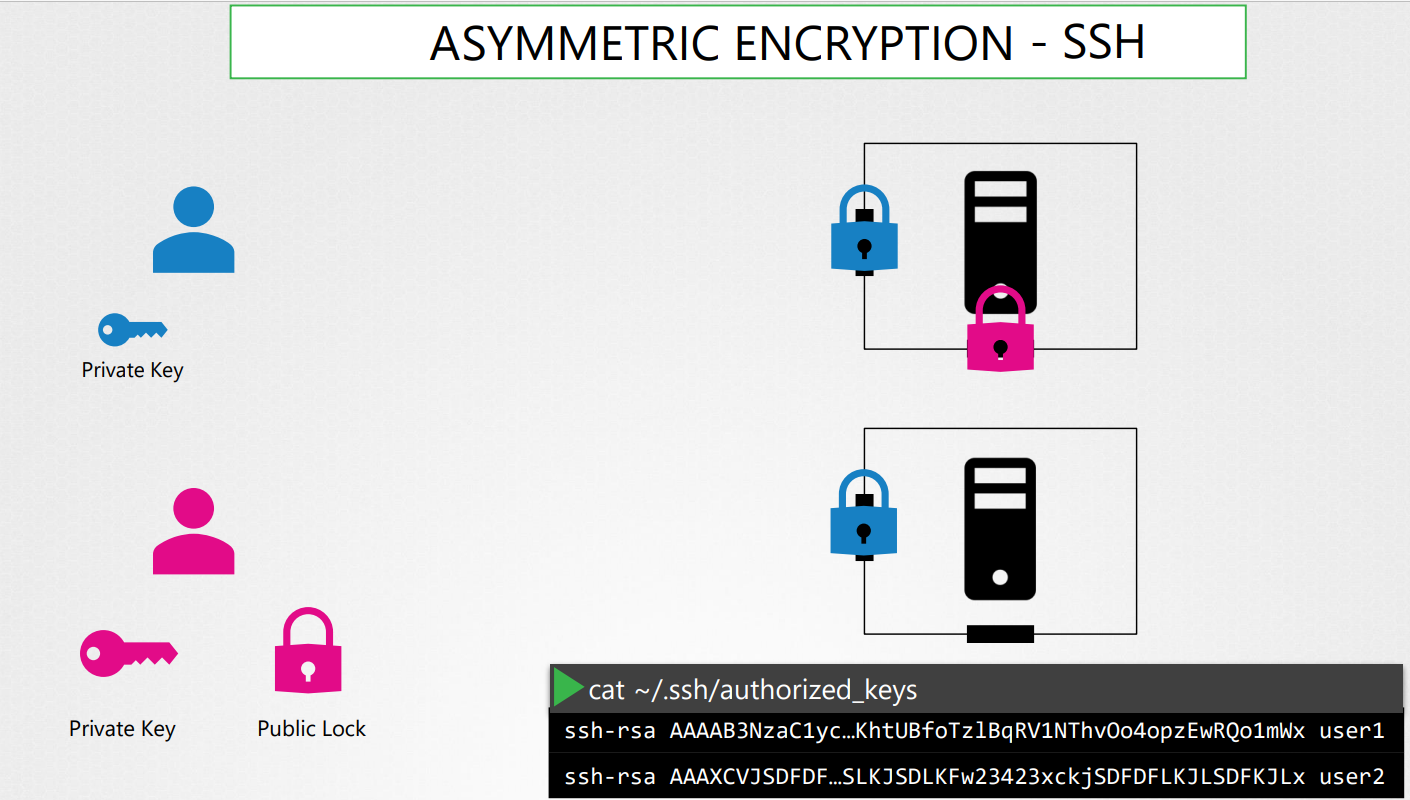 ASYMMETRIC ENCRYPTION - SSH
Private Key
Private Key
Public Lock
cat ~/.ssh/authorized_keys
ssh-rsa AAAAB3NzaC1yc…KhtUBfoTzlBqRV1NThvOo4opzEwRQo1mWx user1
ssh-rsa AAAXCVJSDFDF…SLKJSDLKFw23423xckjSDFDFLKJLSDFKJLx user2